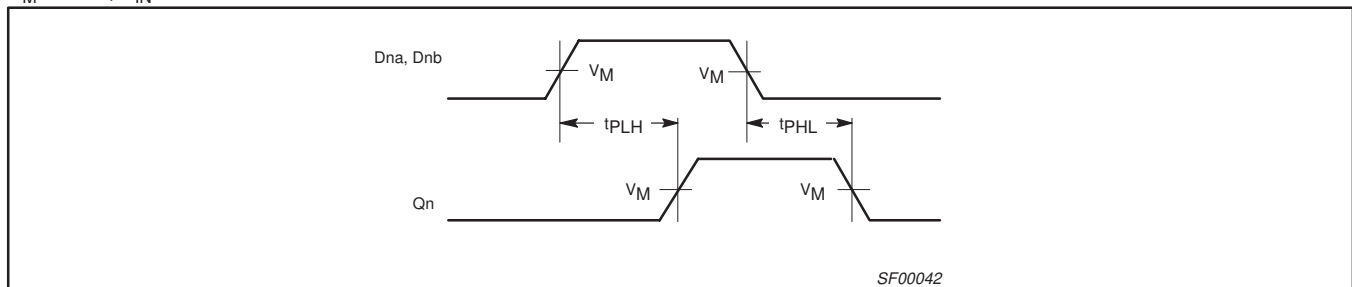 Dna, Dnb
VM
VM
tPLH
tPHL
VM
VM
Qn
SF00042